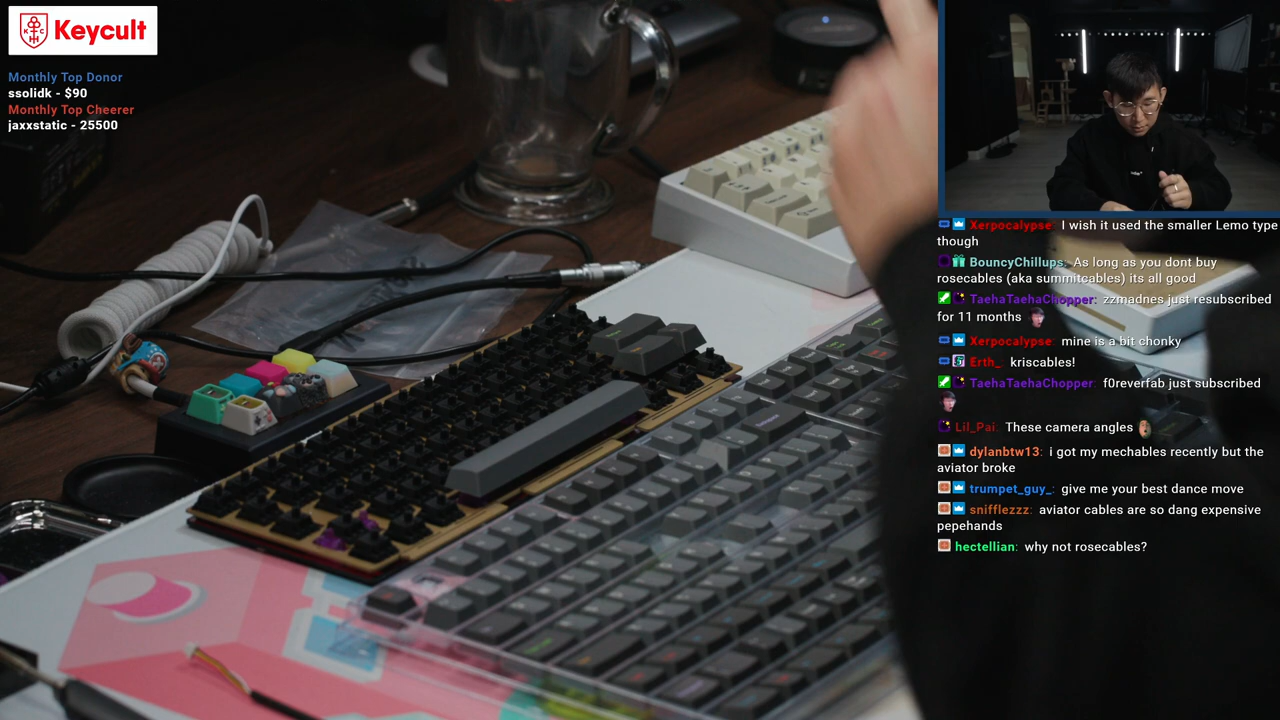 Keycult
Monthly Top Donor
ssolidk - $90
Monthly Top Cheerer
jaxxstatic - 25500
Xerpocalypse: I wish it used the smaller Lemo type
though
BouncyChillups: As long as you dont buy
rosecables (aka summitcables) its all good
TaehaTaehaChopper: zzmadnes just resubscribed
for 11 months
Xerpocalypse: mine is a bit chonky
Erth_: kriscables!
TaehaTaehaChopper: f0reverfab just subscribed
Lil_Pai: These camera angles
dylanbtw13: i got my mechables recently but the
aviator broke
trumpet_guy_: give me your best dance move
snifflezzz: aviator cables are so dang expensive
pepehands
hectellian: why not rosecables?